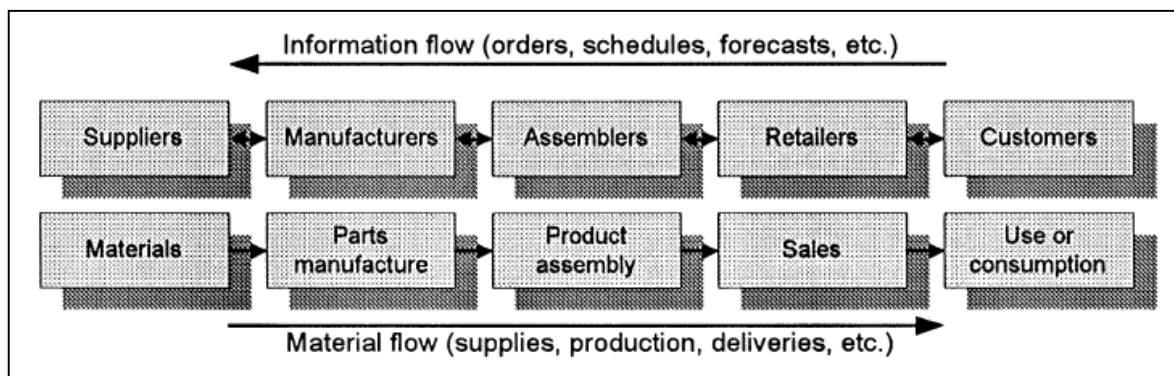 Information flow (orders, schedules, forecasts, etc.)
Suppliers
Manufacturers
Assemblers
Retailers
Customers
Materials
Parts
manufacture
Product
assembly
Sales
Use or
consumption
Material flow (supplies, production, deliveries, etc.)